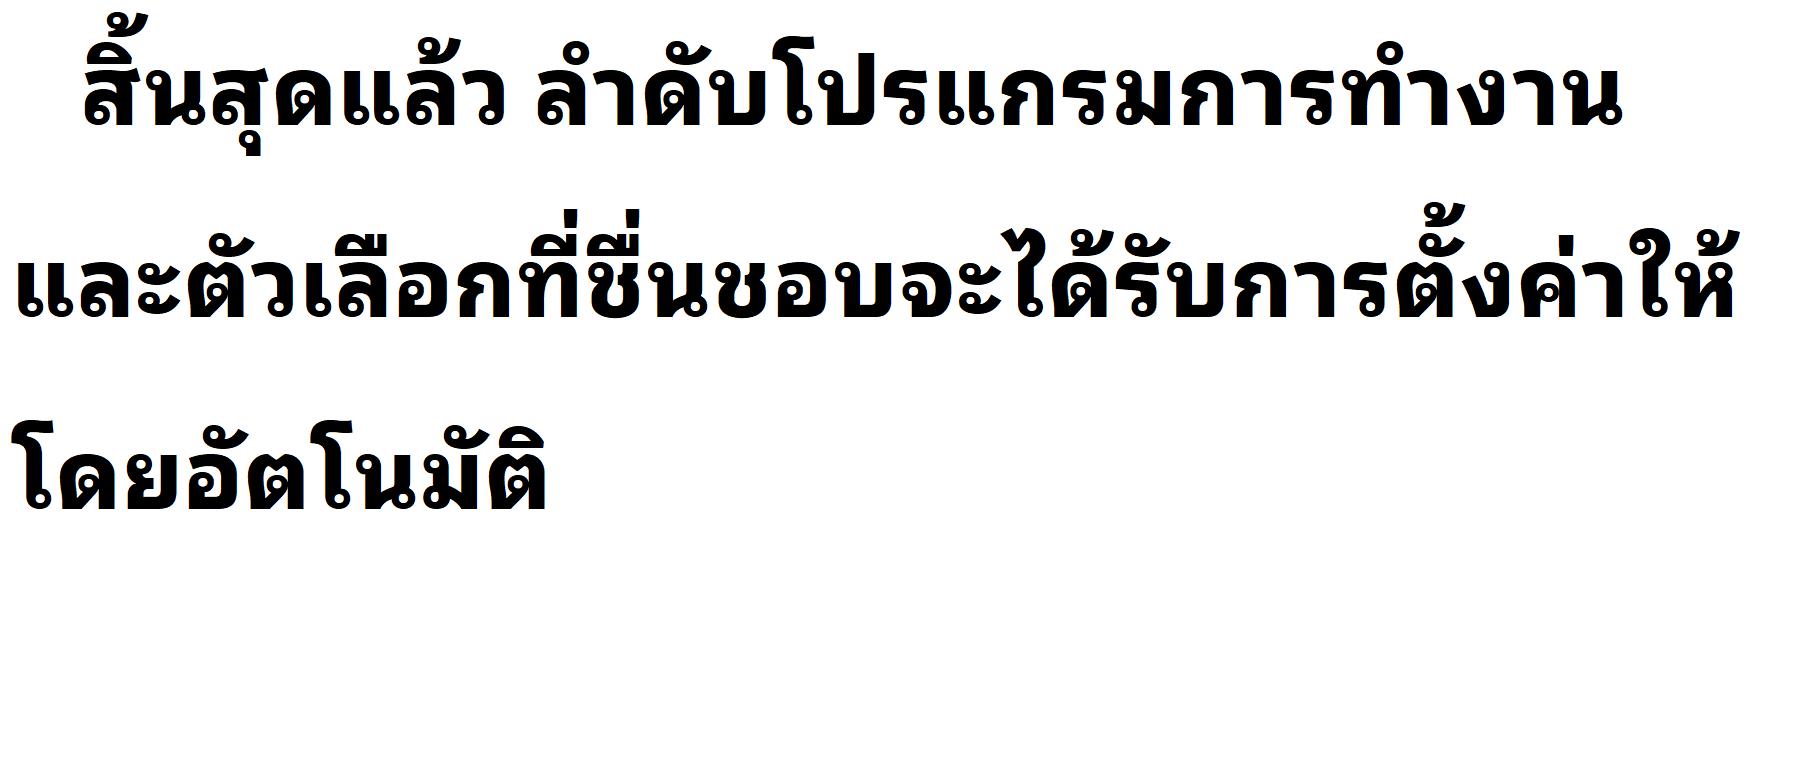 สิ้นสุดแล้ว ลำดับโปรแกรมการทำงาน
และตัวเลือกที่ชื่นชอบจะได้รับการตั้งค่าให้
โดยอัตโนมัติ